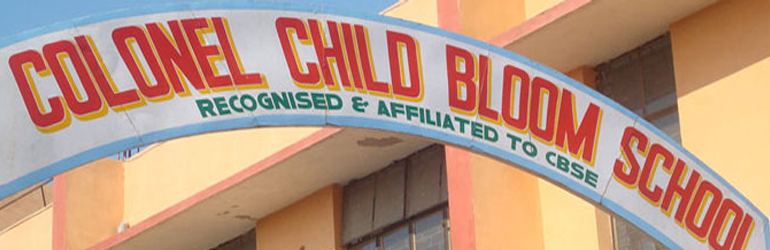 COLONEL CHILD BLOOM SCHOOL
RECOGNISED & AFFILIATED TO CBSE